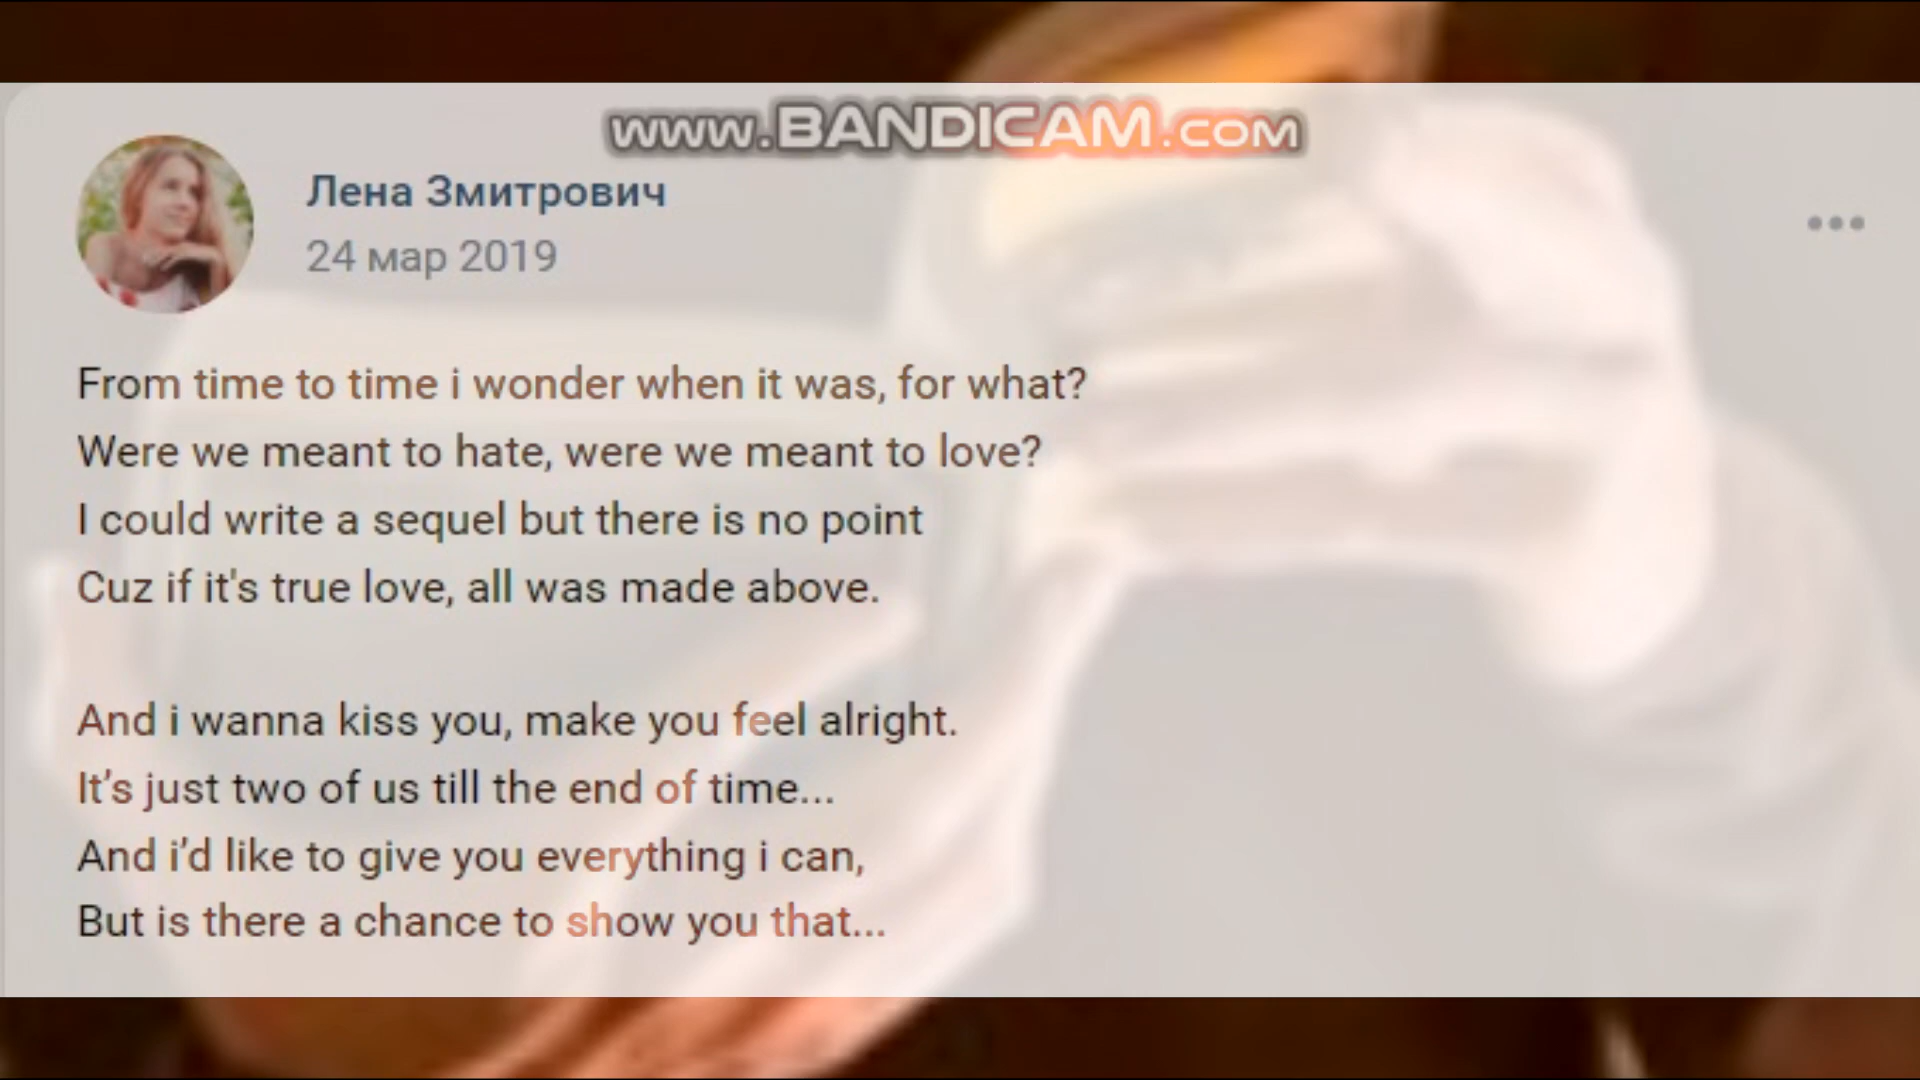 www.BANDICAM.COM
Лена Змитрович
24 мар 2019
From time to time i wonder when it was, for what?
Were we meant to hate, were we meant to love?
I could write a sequel but there is no point
Cuz if it's true love, all was made above.
And i wanna kiss you, make you feel alright.
It’s just two of us till the end of time...
And i’d like to give you everything i can,
But is there a chance to show you that...